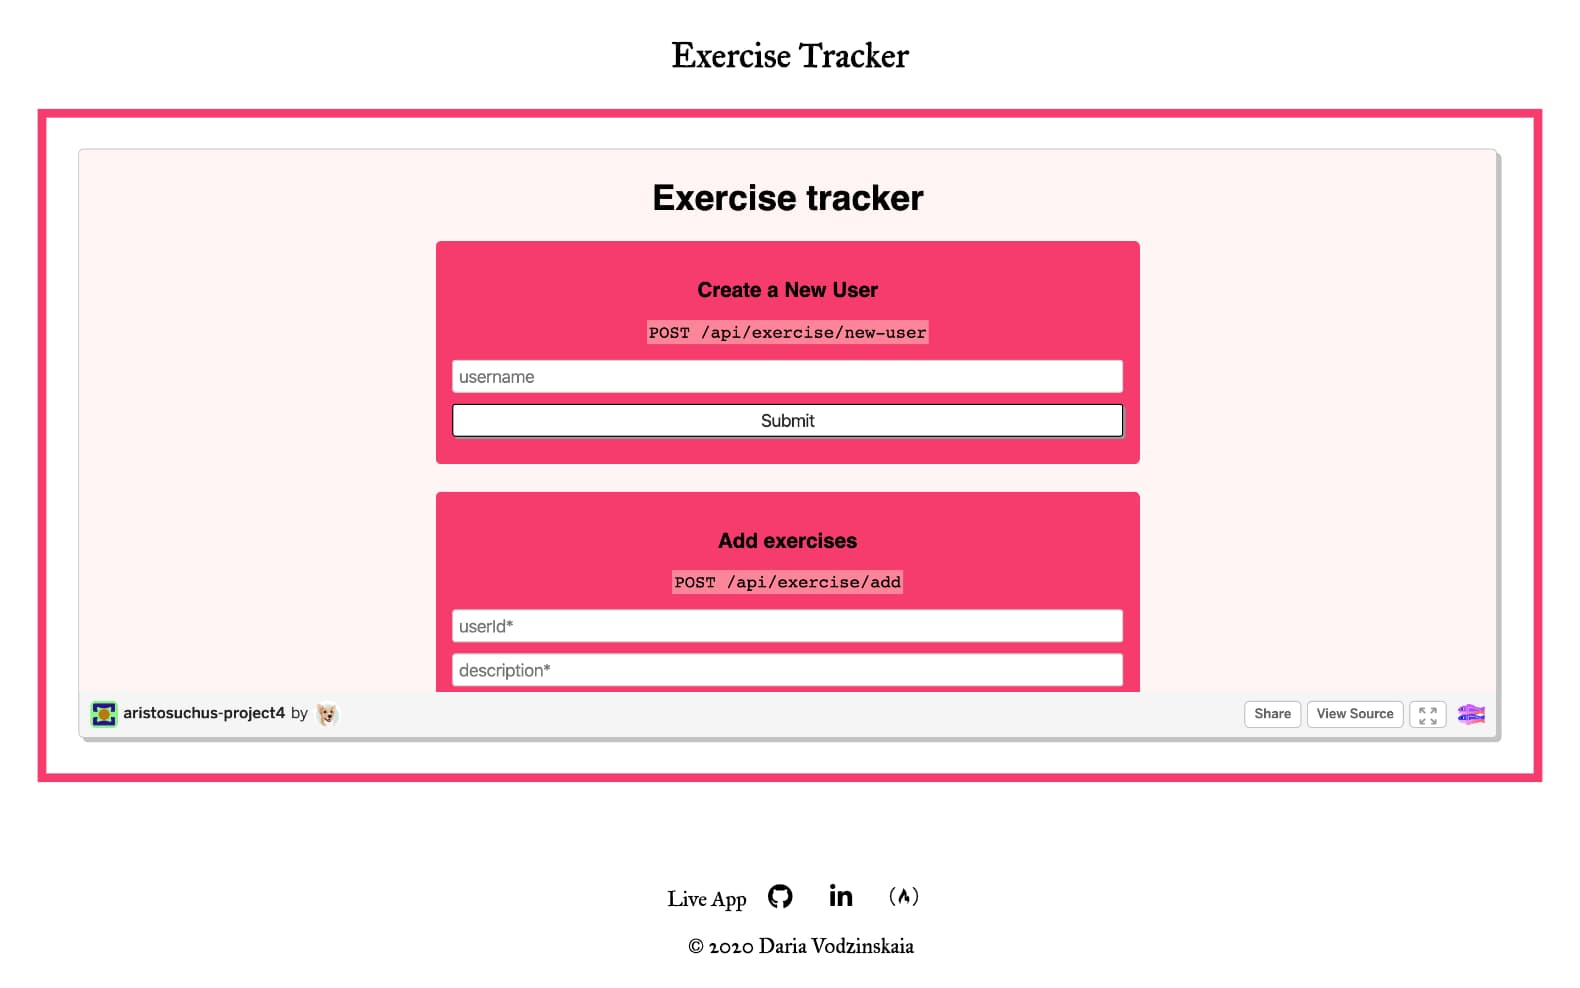 Exercise Tracker
Exercise tracker
Create a New User
POST /api/exercise/new-user
username
Submit
Add exercises
POST /api/exercise/add
userId*
description*
aristosuchus-project4 by
Share
View Source
Live App
© 2020 Daria Vodzinskaia